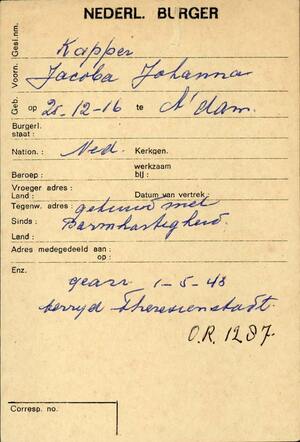 NEDERL. BURGER
Gesl.nm. Kapper
Voorn. Jacoba Johanna
Geb. op 25-12-16 te A'dam.
Burgerl.
staat:
Nation.: Ned. Kerkgen.
werkzaam
Beroep: bij:
Vroeger adres:
Land: Datum van vertrek:
Tegenw. adres: gehuwd met
Sinds: Barmhartigheid.
Land:
Adres medegedeeld aan:
op:
Enz.
gearr 1-5-43
bevryd Theresienstadt.
O.R. 1287.
Corresp. no.